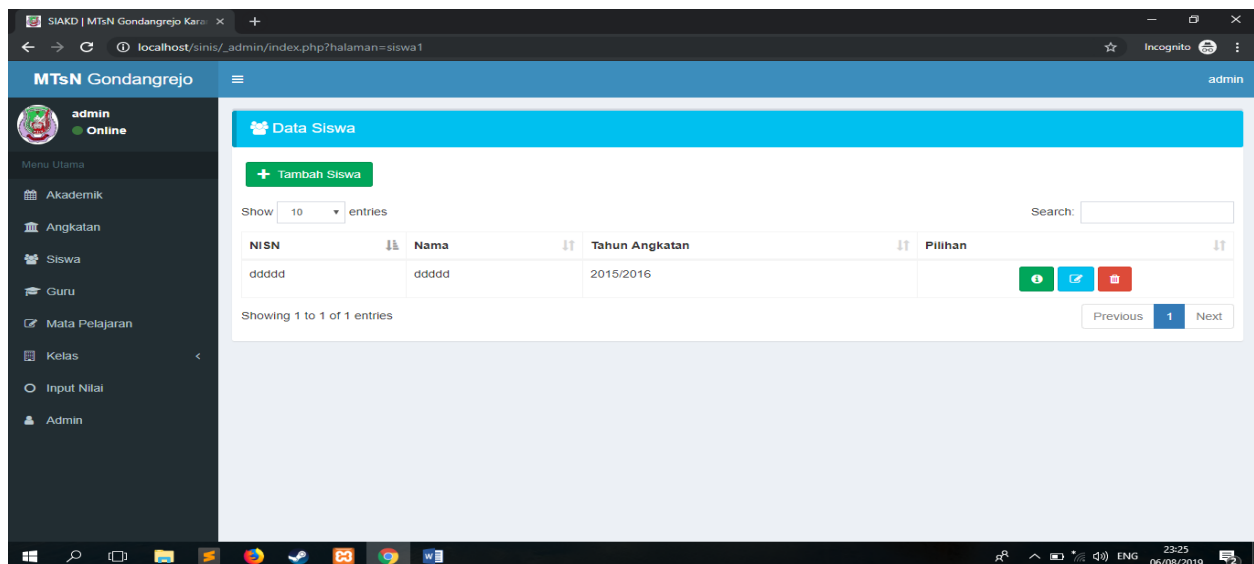 SIAKD | MTsN Gondangrejo Kara
localhost/sinis/_admin/index.php?halaman=siswa1
Incognito
MTsN Gondangrejo
admin
admin
Online
Data Siswa
Menu Utama
Tambah Siswa
Akademik
Show 10 entries
Search:
Angkatan
NISN Nama Tahun Angkatan Pilihan
Siswa
ddddd ddddd 2015/2016
Guru
Showing 1 to 1 of 1 entries
Previous 1 Next
Mata Pelajaran
Kelas
Input Nilai
Admin
ENG
23:25
06/08/2019